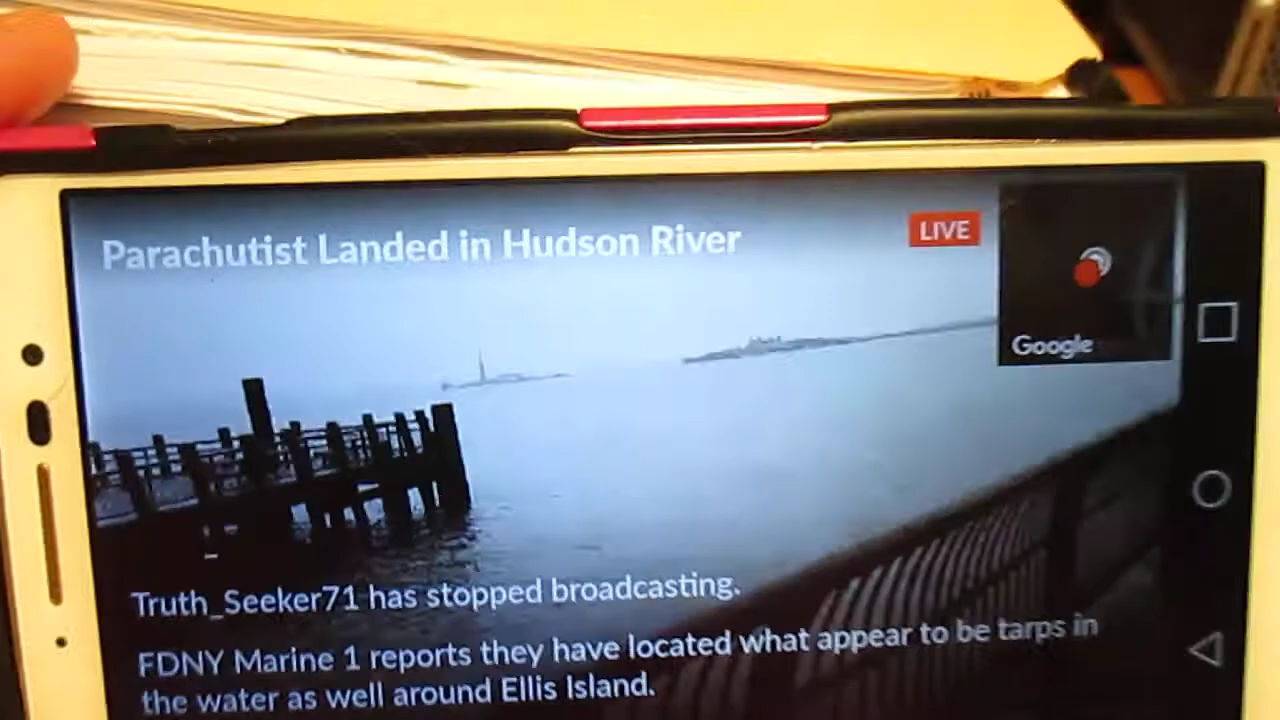 Parachutist Landed in Hudson River
LIVE
Google
Truth_Seeker71 has stopped broadcasting.
FDNY Marine 1 reports they have located what appear to be tarps in
the water as well around Ellis Island.